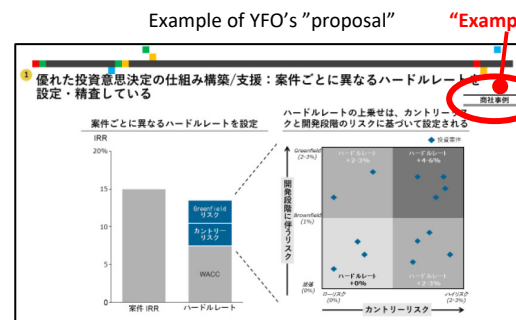 Example of YFO's ”proposal”
“Examp
1 優れた投資意思決定の仕組み構築/支援：案件ごとに異なるハードルレートを
設定・精査している
商社事例
案件ごとに異なるハードルレートを設定
IRR
20%
15
10
5
0
Greenfield
リスク
カントリー
リスク
WACC
案件 IRR
ハードルレート
ハードルレートの上乗せは、カントリーリス
クと開発段階のリスクに基づいて設定される
投資案件
開発段階に伴うリスク
Greenfield
(2-3%)
Brownfield
(1%)
(0%)
ハードルレート
+2-3%
ハードルレート
+4-6%
ハードルレート
+0%
ハードルレート
+2-3%
ローリスク
(0%)
ハイリスク
(2-3%)
カントリーリスク